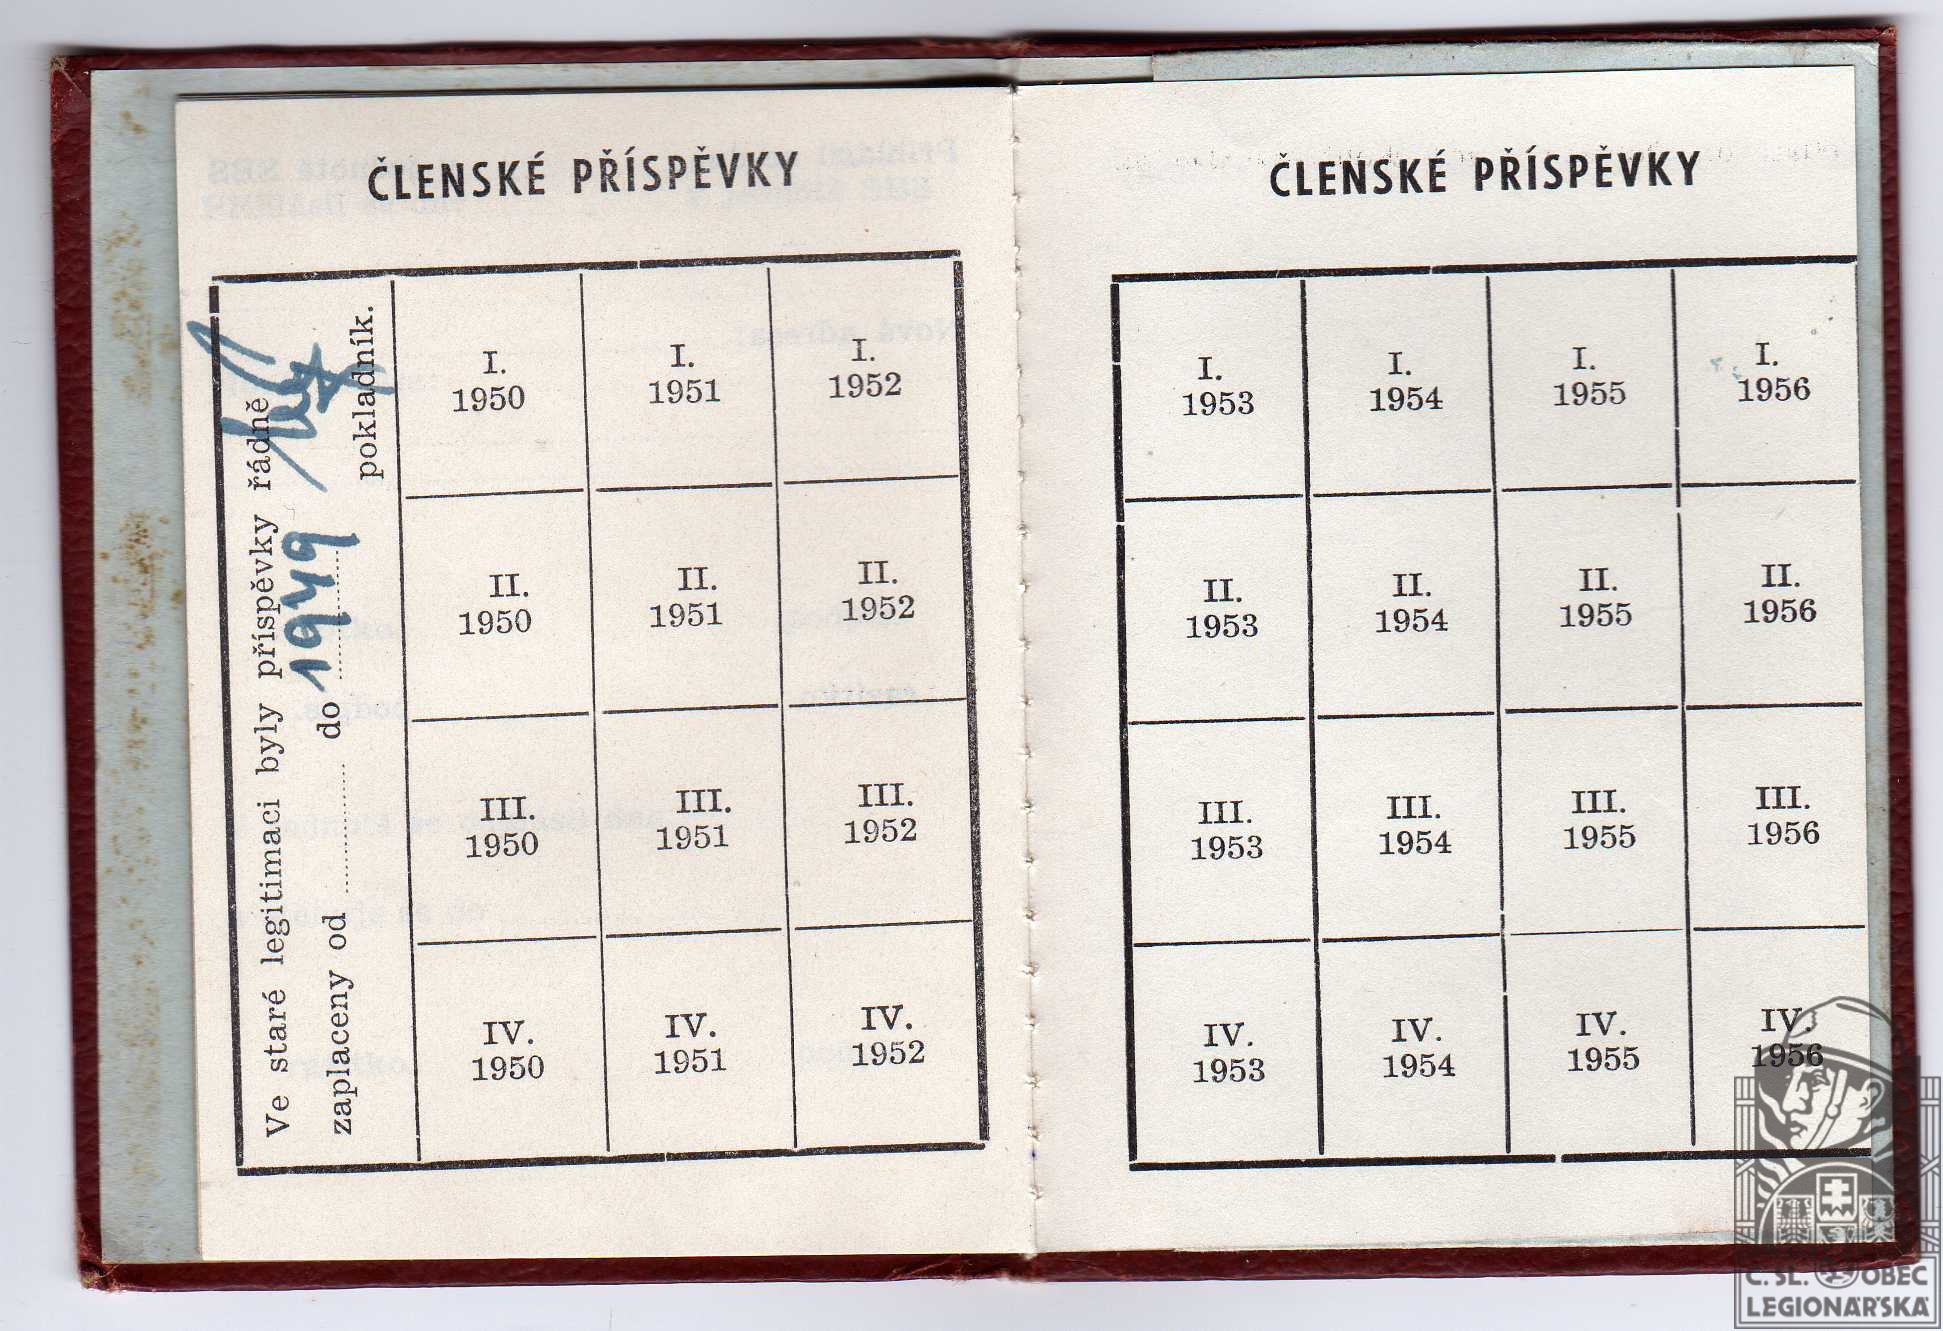 ČLENSKÉ PŘÍSPĚVKY
Ve staré legitimaci byly příspěvky řádně
zaplaceny od ............ do 1949
pokladník.
I. 1950
I. 1951
I. 1952
II. 1950
II. 1951
II. 1952
III. 1950
III. 1951
III. 1952
IV. 1950
IV. 1951
IV. 1952
ČLENSKÉ PŘÍSPĚVKY
I. 1953
I. 1954
I. 1955
I. 1956
II. 1953
II. 1954
II. 1955
II. 1956
III. 1953
III. 1954
III. 1955
III. 1956
IV. 1953
IV. 1954
IV. 1955
IV. 1956
Č. SL. OBEC
LEGIONÁŘSKÁ